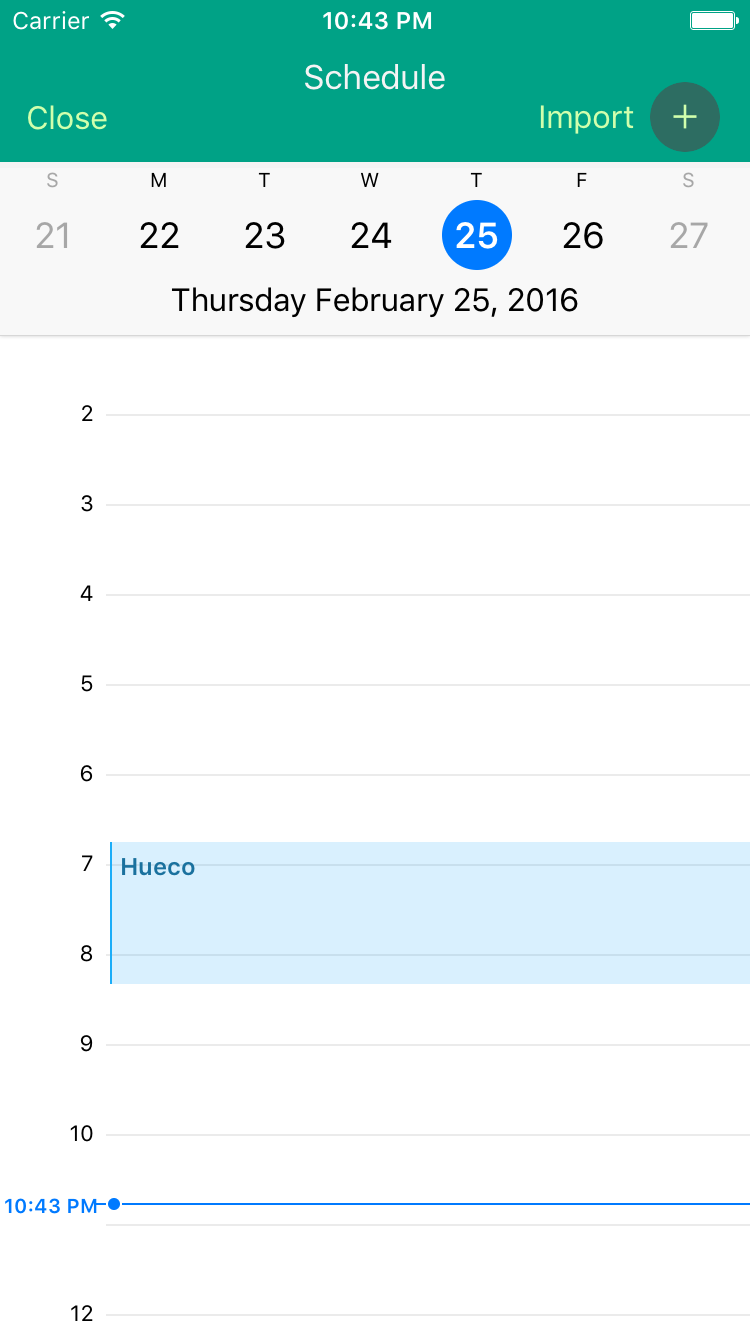 Carrier 10:43 PM
Schedule
Close Import +
S M T W T F S
21 22 23 24 25 26 27
Thursday February 25, 2016
2
3
4
5
6
7 Hueco
8
9
10
10:43 PM
12